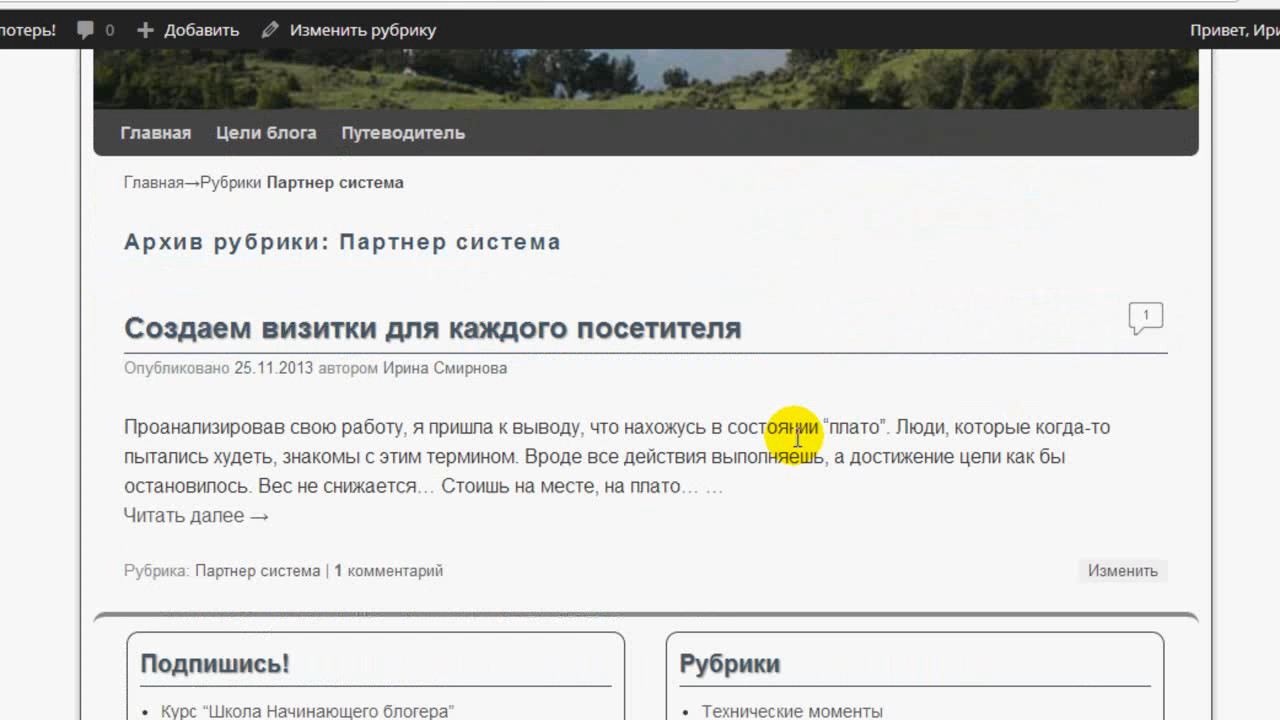 потерь! 0 Добавить Изменить рубрику Привет, Ири
Главная Цели блога Путеводитель
Главная→Рубрики Партнер система
Архив рубрики: Партнер система
Создаем визитки для каждого посетителя 1
Опубликовано 25.11.2013 автором Ирина Смирнова
Проанализировав свою работу, я пришла к выводу, что нахожусь в состоянии “плато”. Люди, которые когда-то
пытались худеть, знакомы с этим термином. Вроде все действия выполняешь, а достижение цели как бы
остановилось. Вес не снижается… Стоишь на месте, на плато… …
Читать далее →
Рубрика: Партнер система | 1 комментарий Изменить
Подпишись! Рубрики
• Курс “Школа Начинающего блогера” • Технические моменты